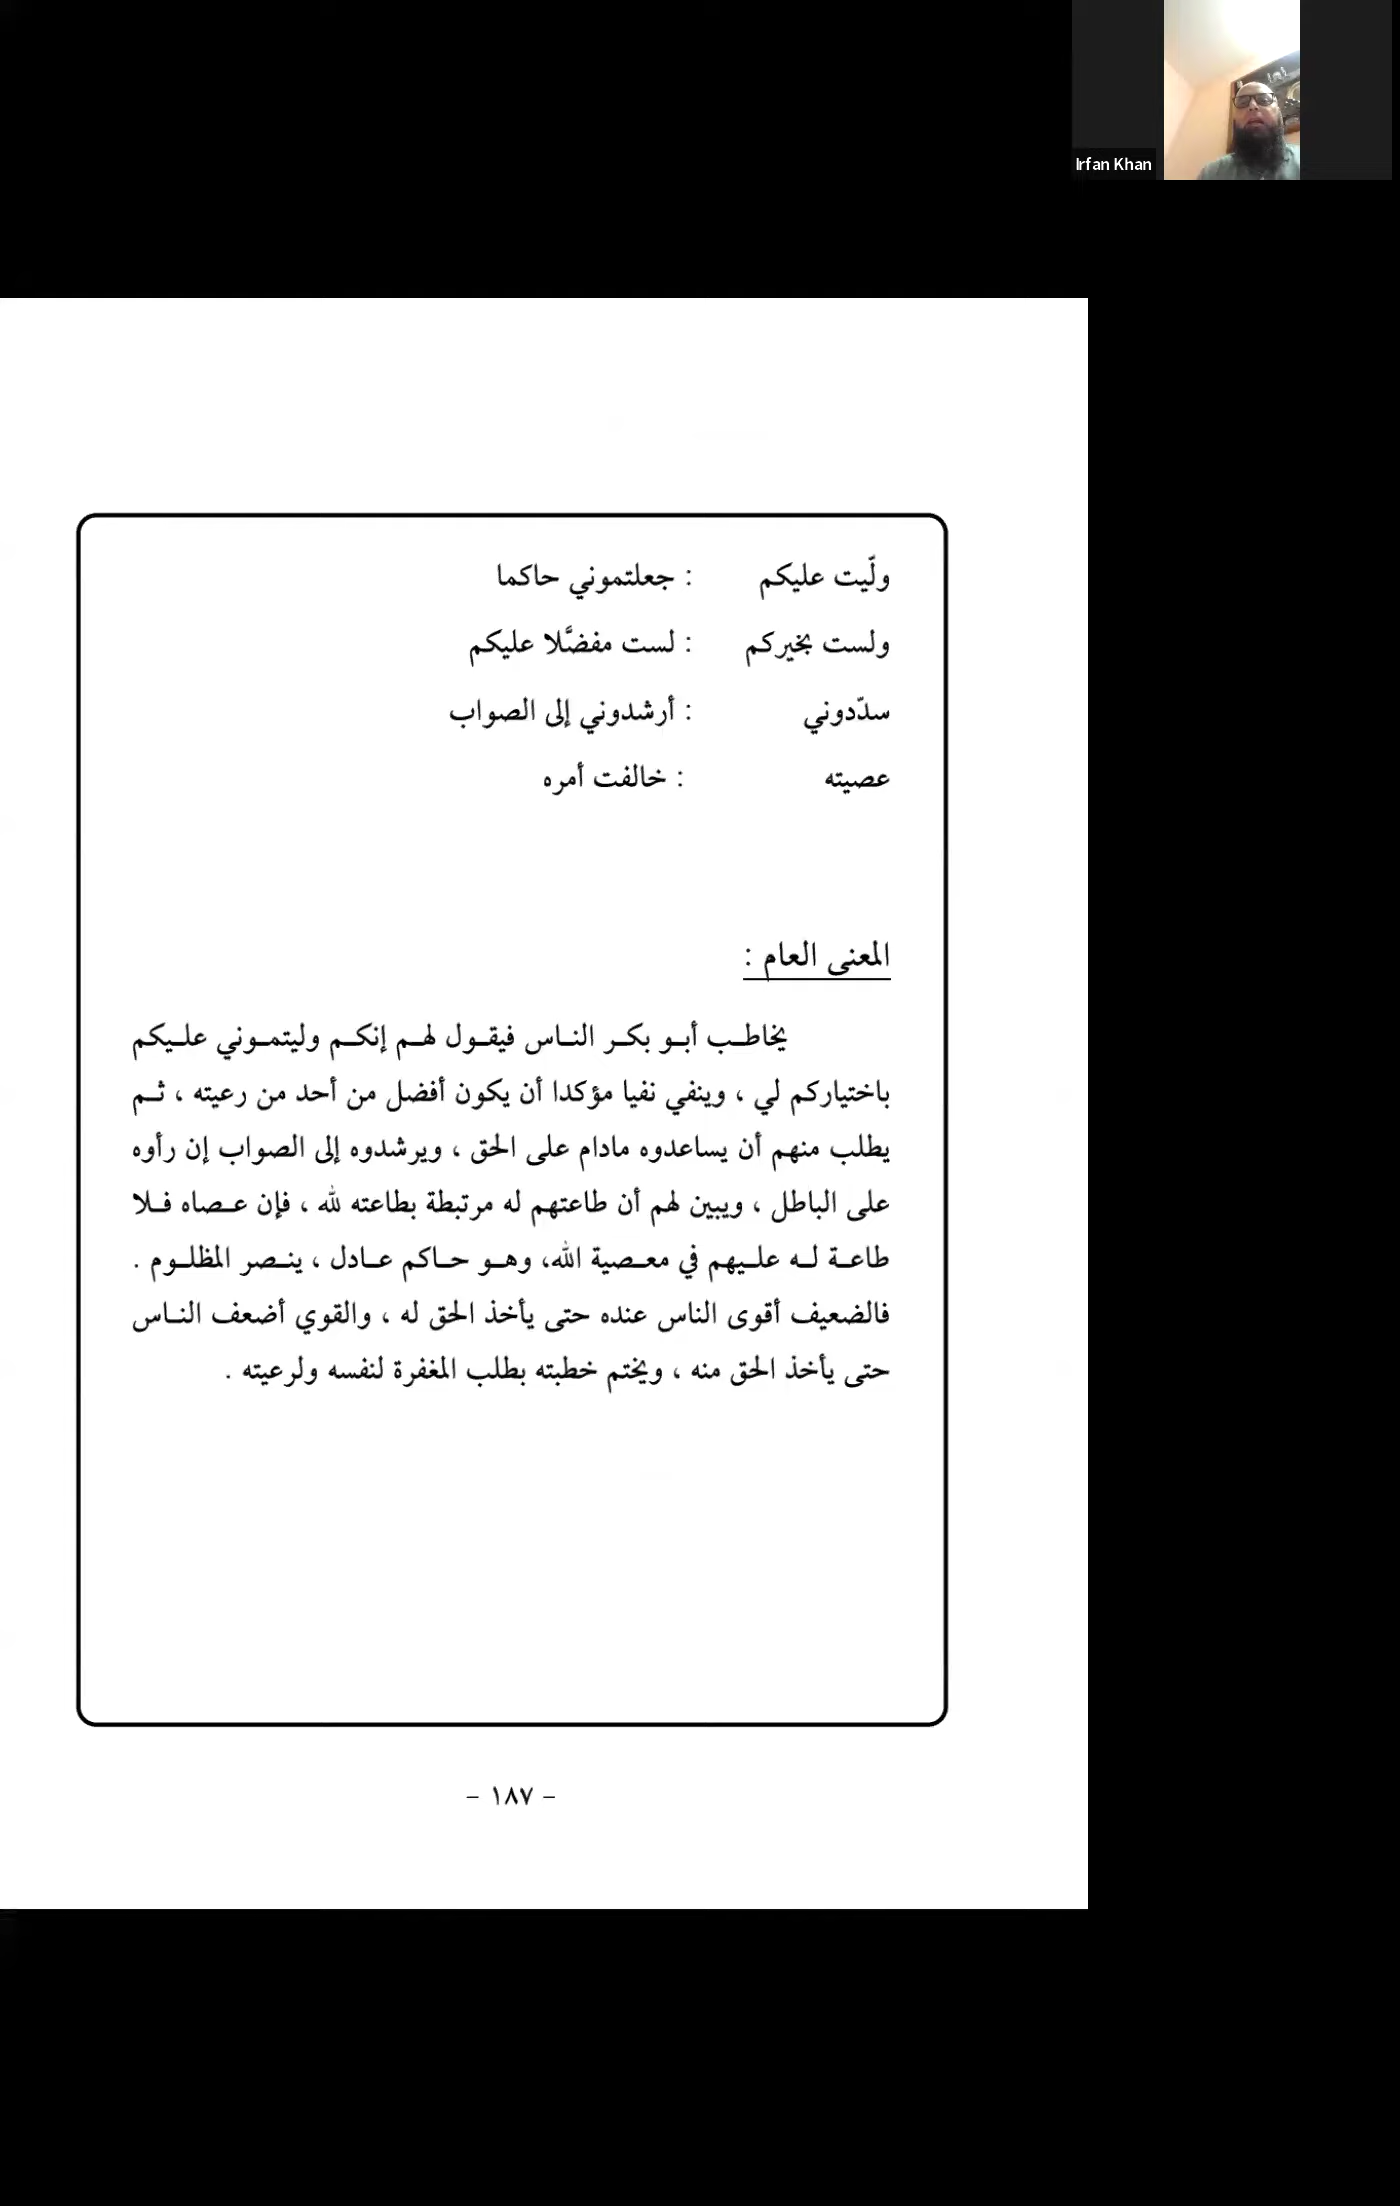 Irfan Khan
ولّيت عليكم : جعلتموني حاكما
ولست بخيركم : لست مفضَّلا عليكم
سدّدوني : أرشدوني إلى الصواب
عصيته : خالفت أمره
المعنى العام :
يخاطب أبو بكر الناس فيقول لهم إنكم وليتموني عليكم
باختياركم لي ، وينفي نفيا مؤكدا أن يكون أفضل من أحد من رعيته ، ثم
يطلب منهم أن يساعدوه مادام على الحق ، ويرشدوه إلى الصواب إن رأوه
على الباطل ، ويبين لهم أن طاعتهم له مرتبطة بطاعته لله ، فإن عصاه فلا
طاعة له عليهم في معصية الله، وهو حاكم عادل ، ينصر المظلوم .
فالضعيف أقوى الناس عنده حتى يأخذ الحق له ، والقوي أضعف الناس
حتى يأخذ الحق منه ، ويختم خطبته بطلب المغفرة لنفسه ولرعيته .
- ١٨٧ -